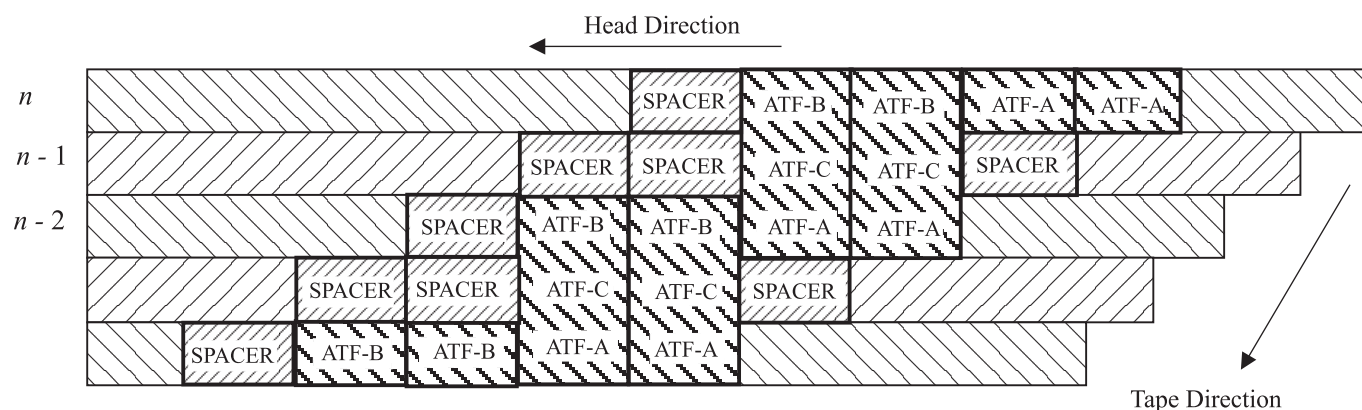 Head Direction
n SPACER ATF-B ATF-B ATF-A ATF-A
n - 1 SPACER SPACER ATF-C ATF-C SPACER
n - 2 SPACER ATF-B ATF-B ATF-A ATF-A
SPACER SPACER ATF-C ATF-C SPACER
SPACER ATF-B ATF-B ATF-A ATF-A
Tape Direction